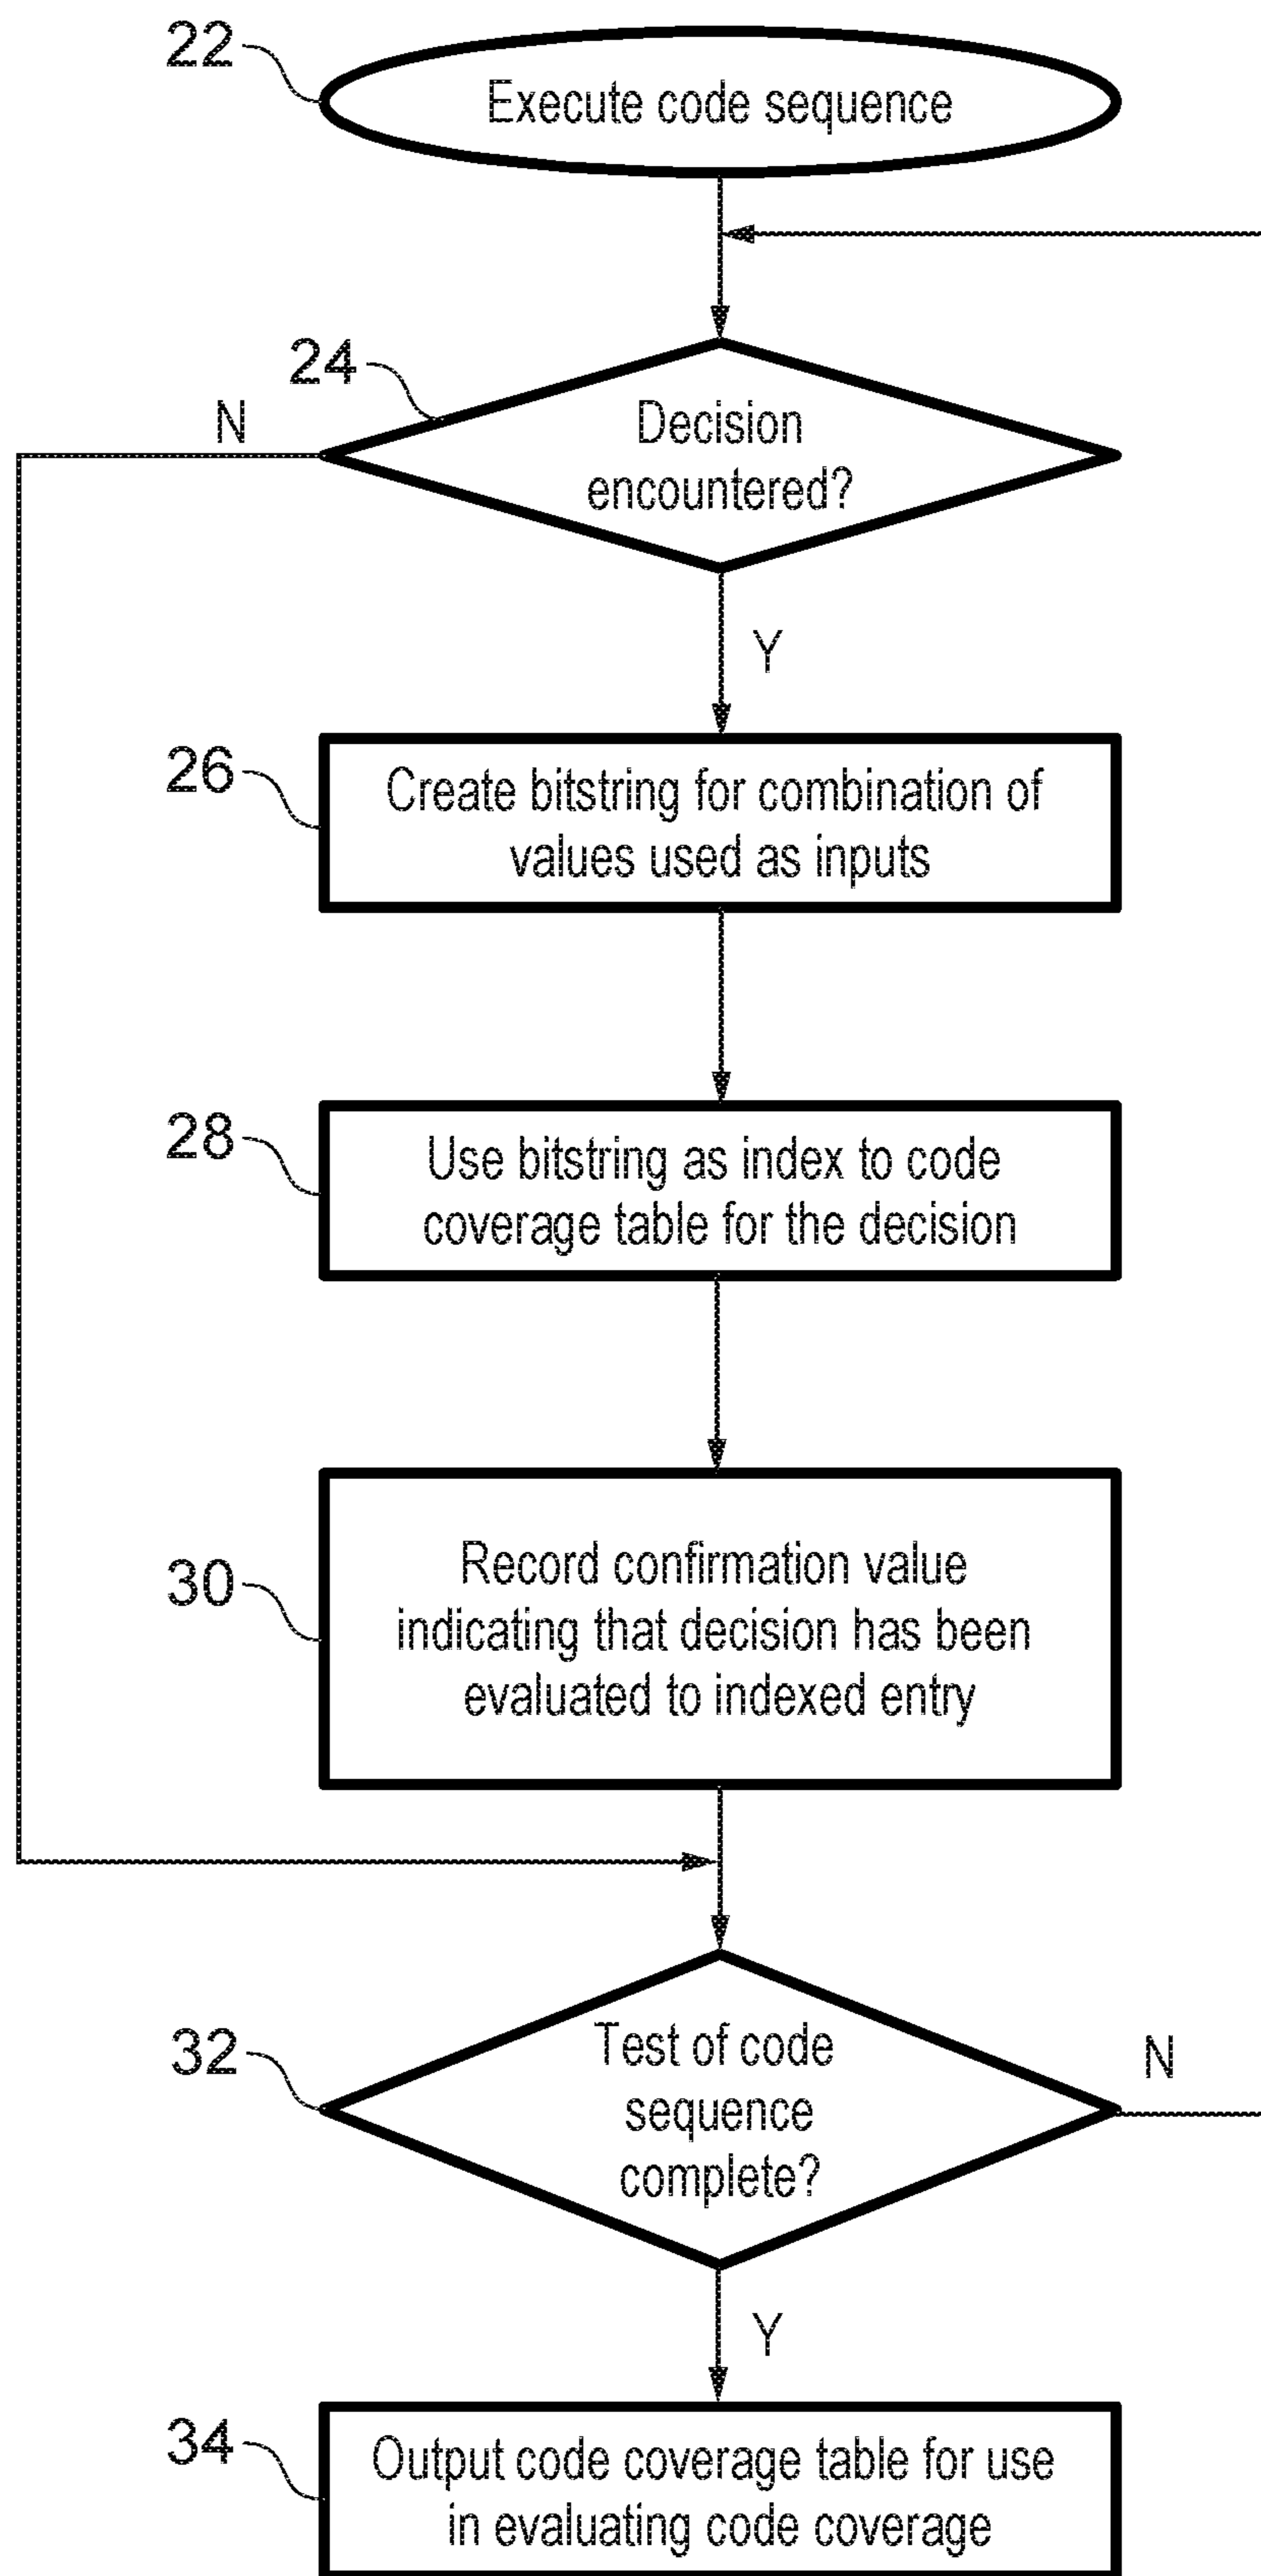 22
Execute code sequence
24
N
Decision
encountered?
Y
26
Create bitstring for combination of
values used as inputs
28
Use bitstring as index to code
coverage table for the decision
30
Record confirmation value
indicating that decision has been
evaluated to indexed entry
32
Test of code
sequence
complete?
N
Y
34
Output code coverage table for use
in evaluating code coverage